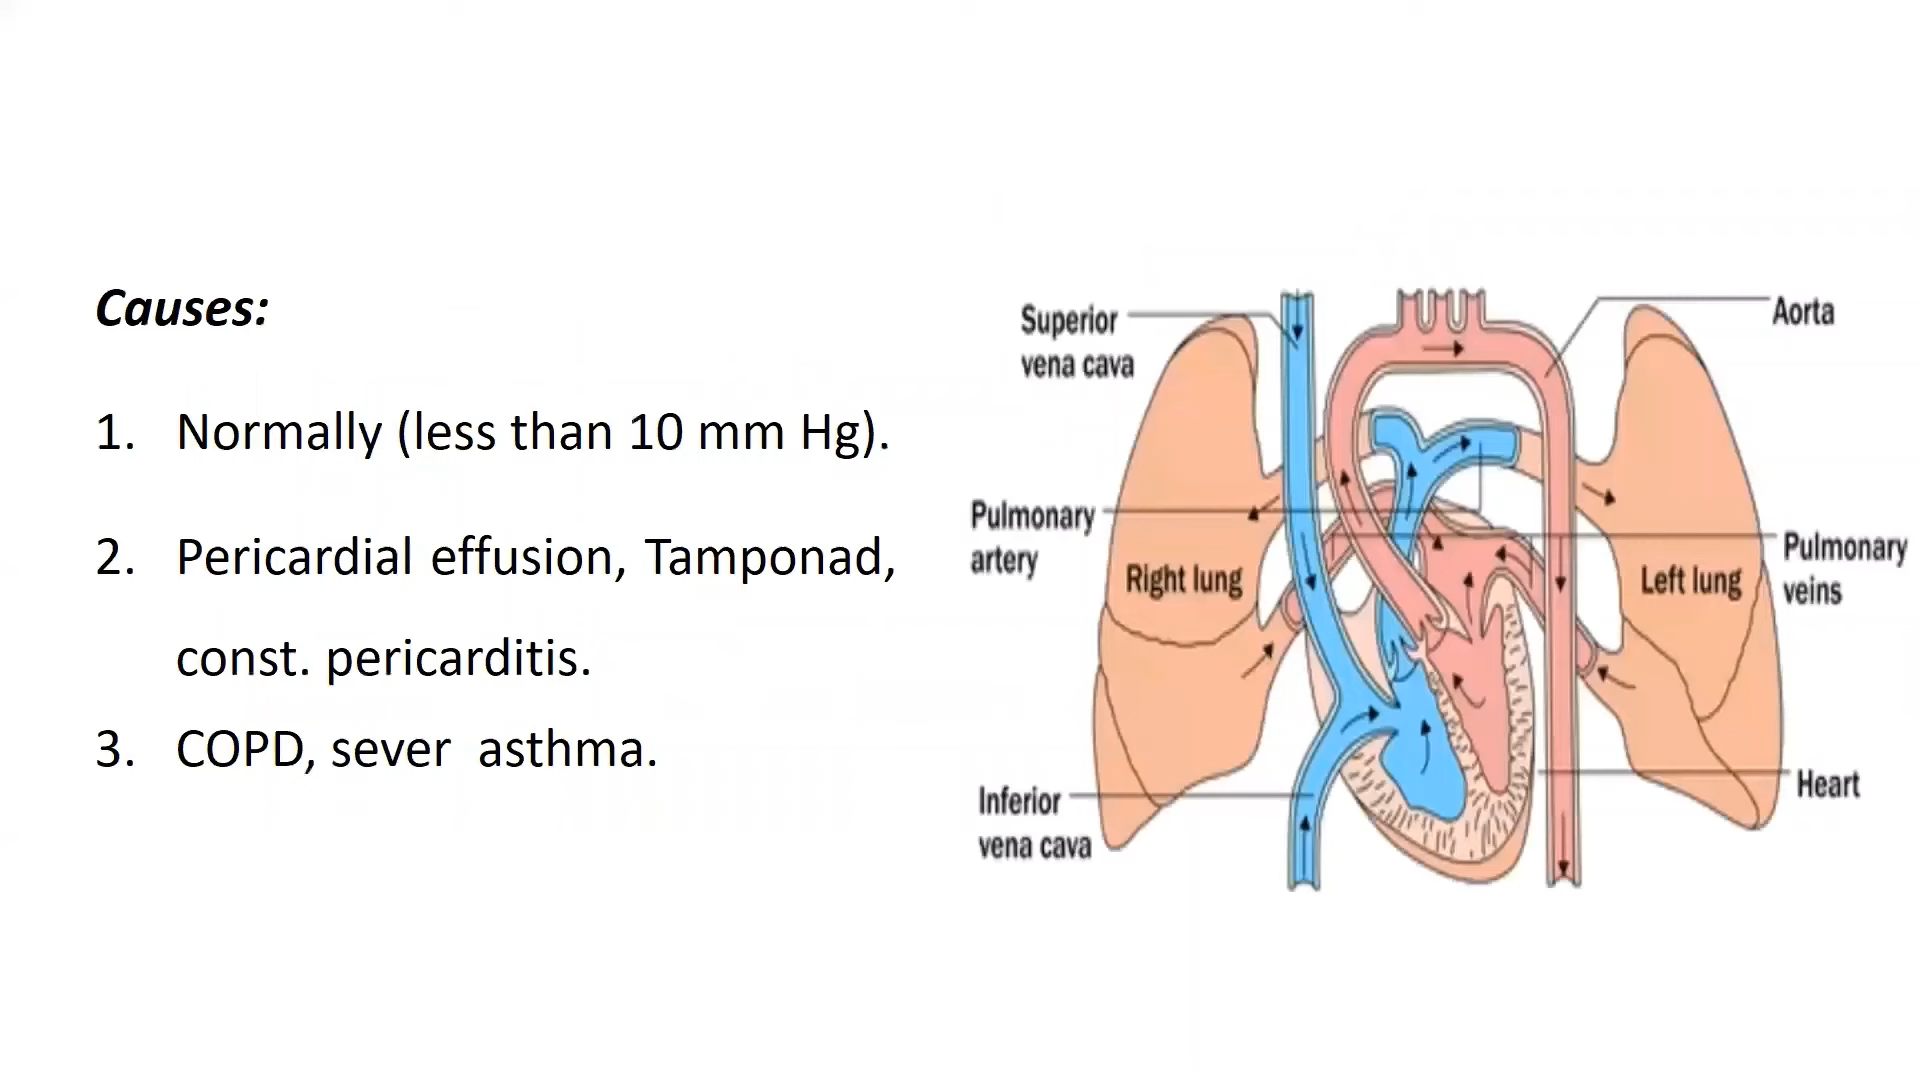 Causes:
1. Normally (less than 10 mm Hg).
2. Pericardial effusion, Tamponad,
const. pericarditis.
3. COPD, sever asthma.
Superior
vena cava
Aorta
Pulmonary
artery
Right lung
Left lung
Pulmonary
veins
Inferior
vena cava
Heart